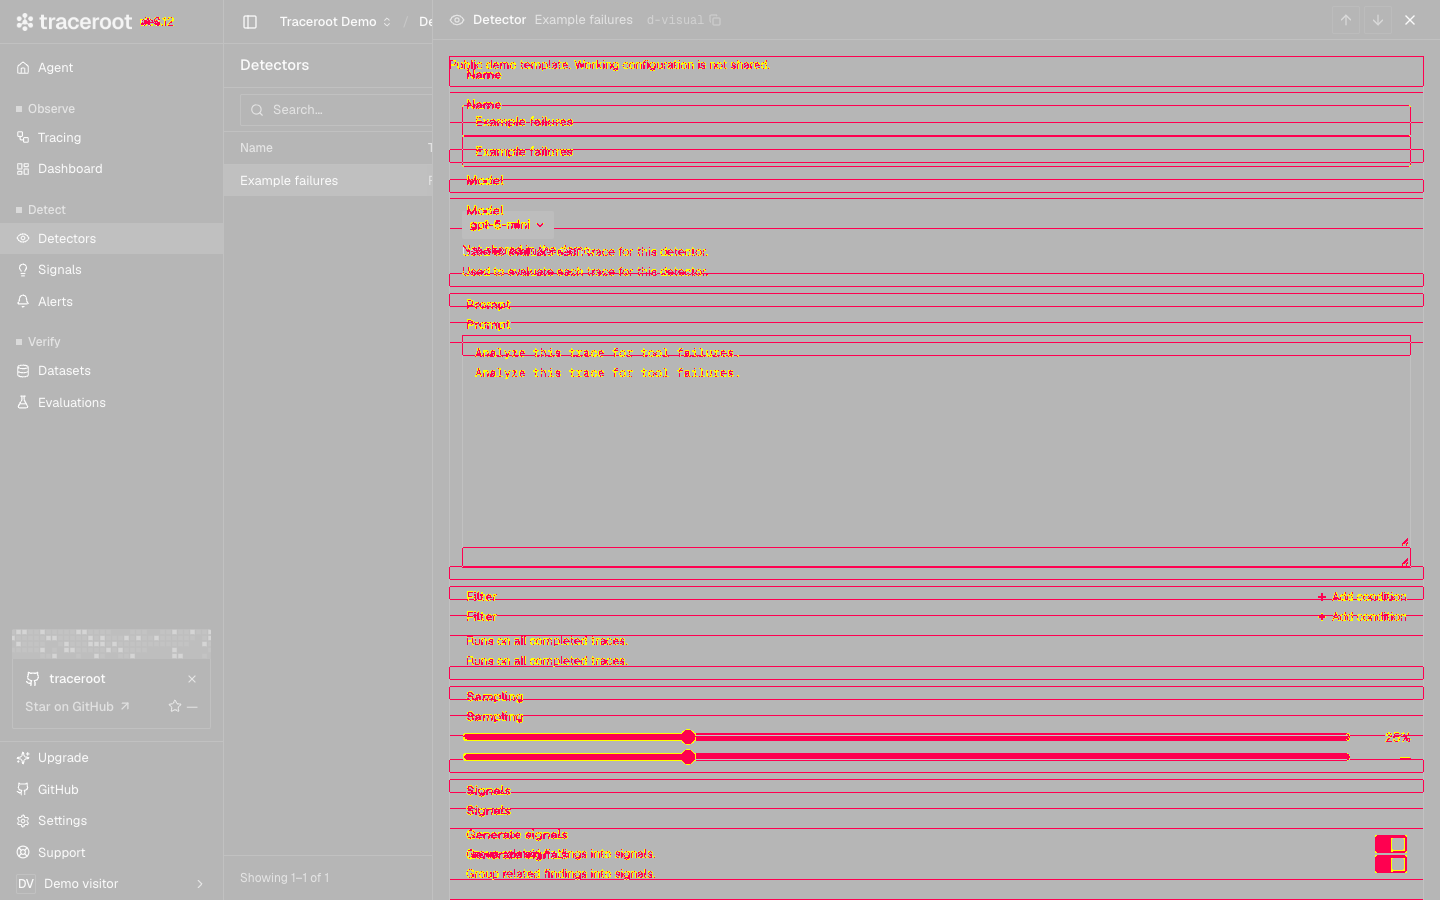 traceroot
Traceroot Demo
/
De
Detector
Example failures
d-visual
Agent
Detectors
Public demo template. Working configuration is not shared.
Name
Observe
Search...
Name
Example failures
Tracing
Name
T
Example failures
Dashboard
Example failures
Model
Detect
Model
gpt-5-mini
Detectors
Used to evaluate each trace for this detector.
Signals
Alerts
Prompt
Prompt
Verify
Analyze this trace for tool failures.
Datasets
Analyze this trace for tool failures.
Evaluations
Filter
+ Add condition
Filter
+ Add condition
Runs on all completed traces.
Runs on all completed traces.
traceroot
Sampling
Star on GitHub
Sampling
25%
Upgrade
GitHub
Signals
Settings
Signals
Generate signals
Support
Group related findings into signals.
DV
Demo visitor
Showing 1–1 of 1